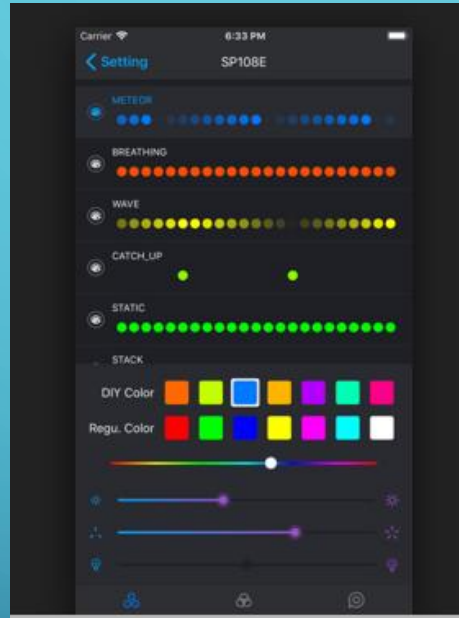 Carrier 6:33 PM
Setting SP108E
METEOR
BREATHING
WAVE
CATCH_UP
STATIC
STACK
DIY Color
Regu. Color